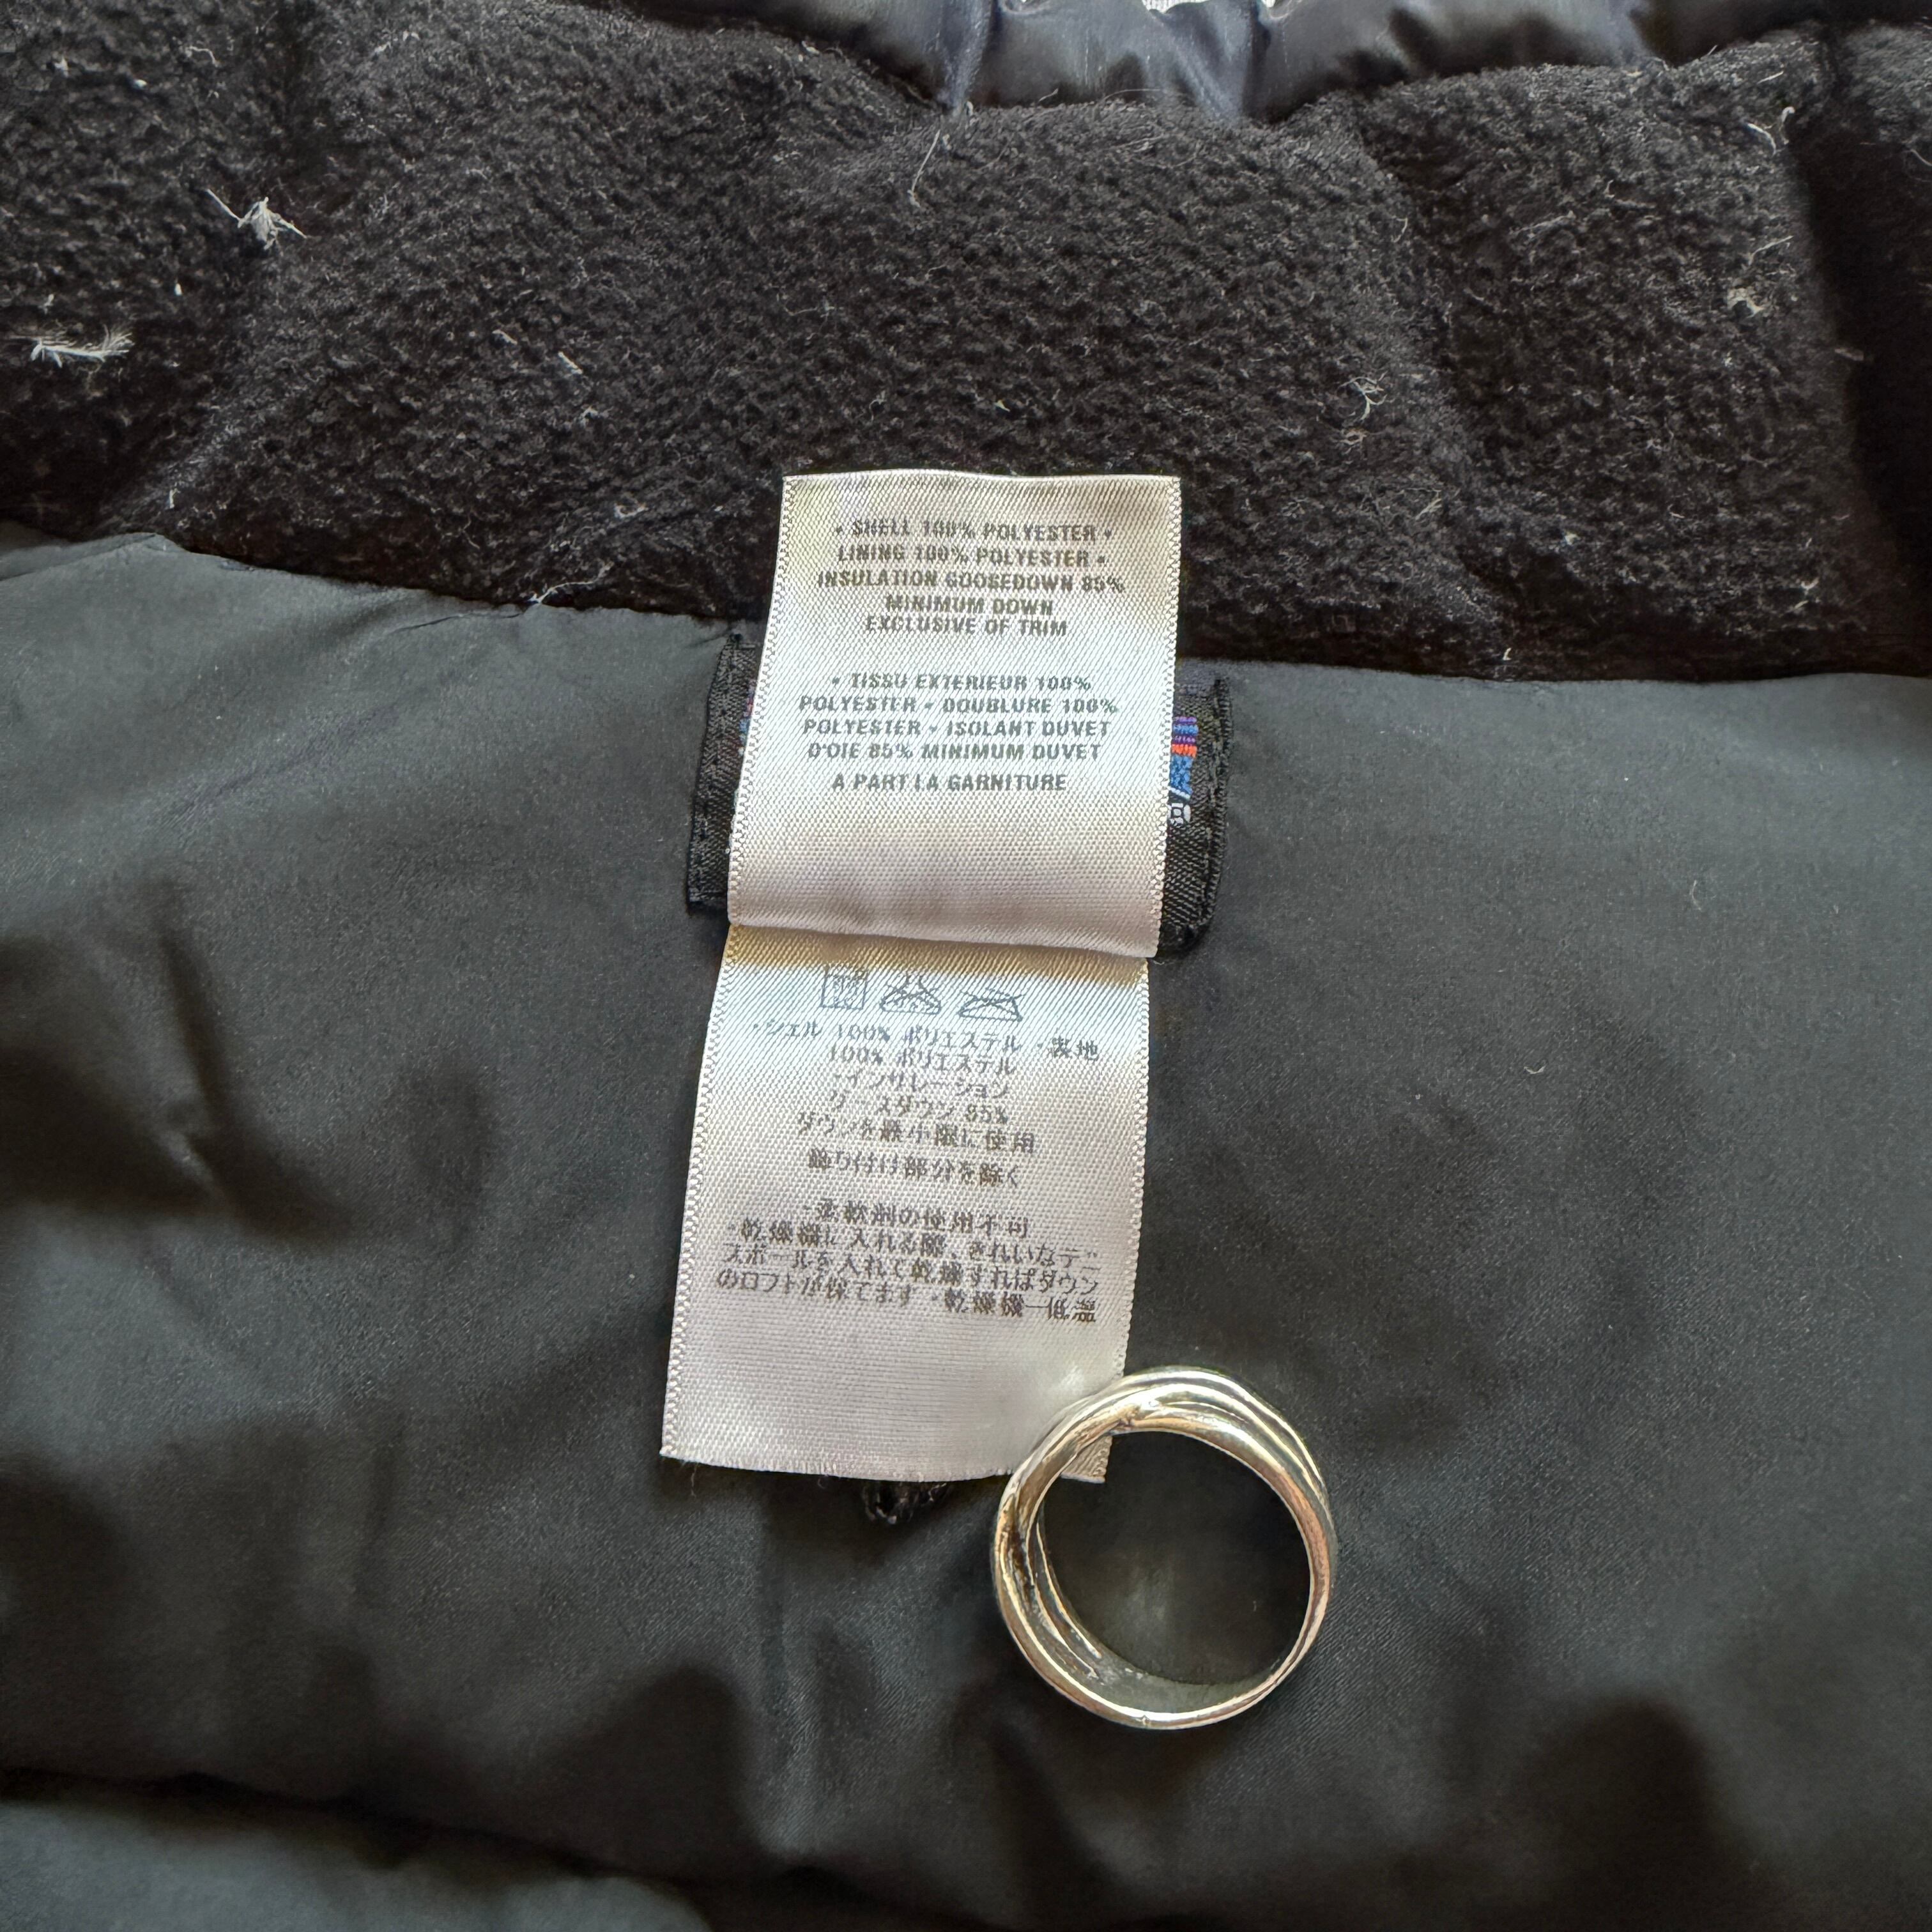 • SHELL 100% POLYESTER •
LINING 100% POLYESTER •
INSULATION GOOSEDOWN 85%
MINIMUM DOWN
EXCLUSIVE OF TRIM
• TISSU EXTERIEUR 100%
POLYESTER • DOUBLURE 100%
POLYESTER • ISOLANT DUVET
D'OIE 85% MINIMUM DUVET
A PART LA GARNITURE
・シェル 100% ポリエステル ・裏地
100% ポリエステル
・インサレーション
グースダウン 85%
ダウンを最小限に使用
飾り付け部分を除く
・柔軟剤の使用不可
・乾燥機に入れる際、きれいなテニ
スボールを入れて乾燥すればダウン
のロフトが保てます ・乾燥機－低温